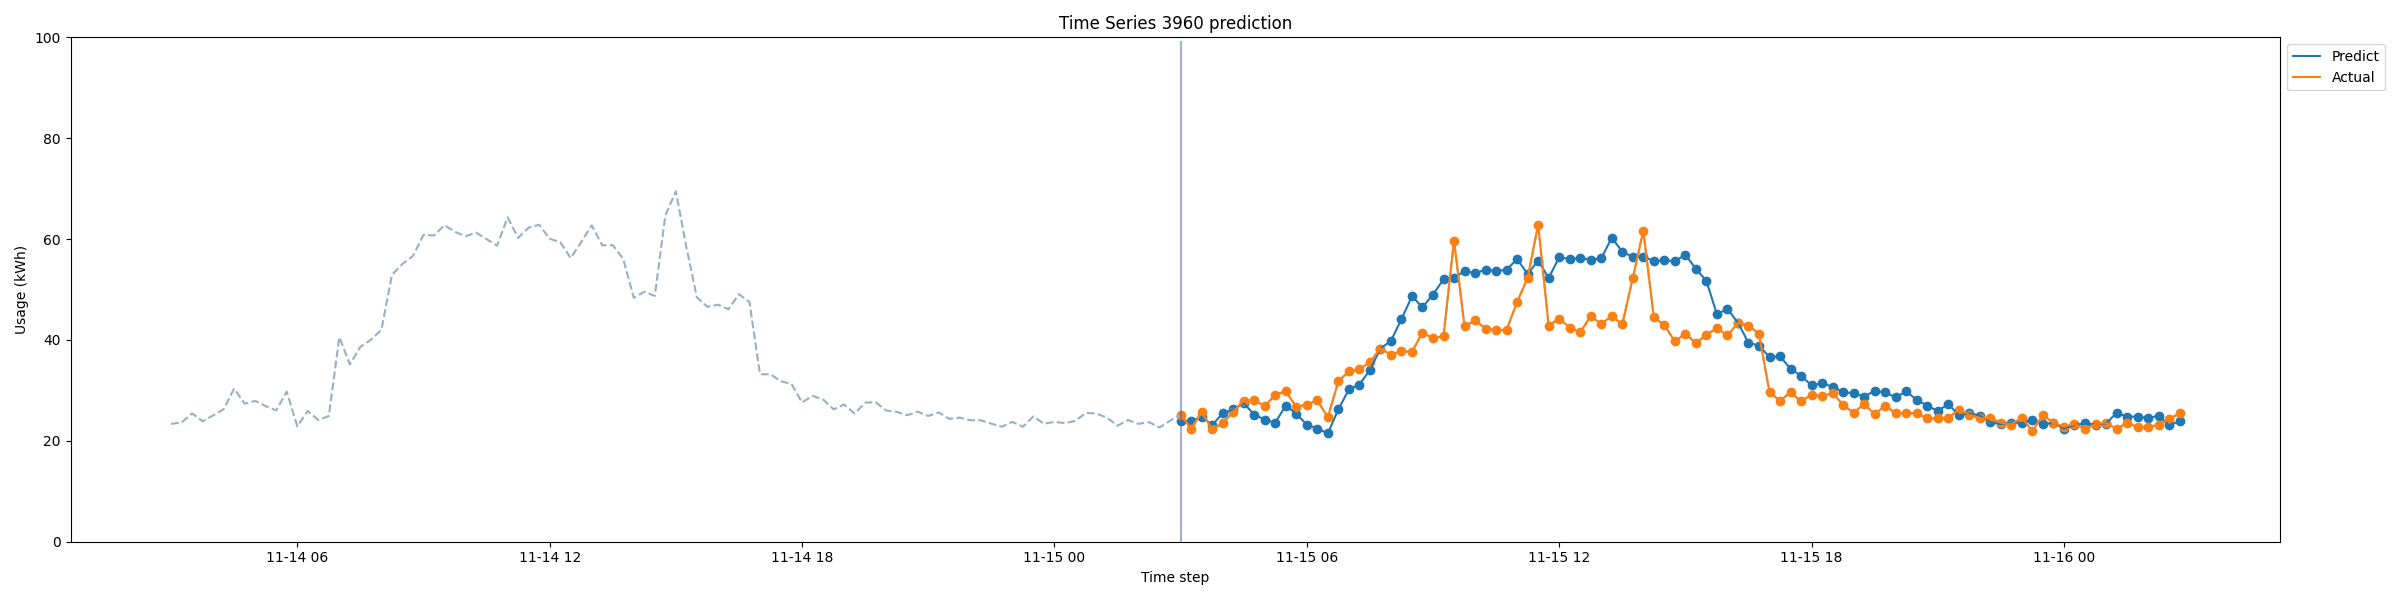 Time Series 3960 prediction
100
80
60
40
20
0
Usage (kWh)
11-14 06
11-14 12
11-14 18
11-15 00
11-15 06
11-15 12
11-15 18
11-16 00
Time step
Predict
Actual